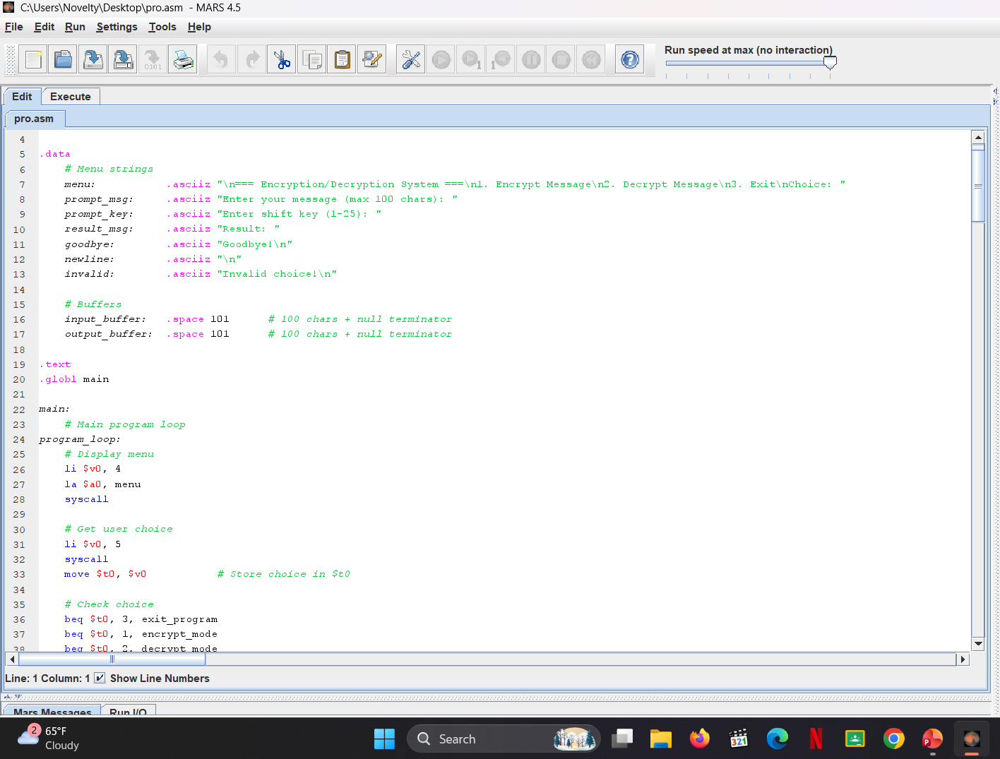 C:\Users\Novelty\Desktop\pro.asm - MARS 4.5
File Edit Run Settings Tools Help
Run speed at max (no interaction)
Edit Execute
pro.asm
4
5 .data
6 # Menu strings
7 menu: .asciiz "\n=== Encryption/Decryption System ===\n1. Encrypt Message\n2. Decrypt Message\n3. Exit\nChoice: "
8 prompt_msg: .asciiz "Enter your message (max 100 chars): "
9 prompt_key: .asciiz "Enter shift key (1-25): "
10 result_msg: .asciiz "Result: "
11 goodbye: .asciiz "Goodbye!\n"
12 newline: .asciiz "\n"
13 invalid: .asciiz "Invalid choice!\n"
14
15 # Buffers
16 input_buffer: .space 101 # 100 chars + null terminator
17 output_buffer: .space 101 # 100 chars + null terminator
18
19 .text
20 .globl main
21
22 main:
23 # Main program loop
24 program_loop:
25 # Display menu
26 li $v0, 4
27 la $a0, menu
28 syscall
29
30 # Get user choice
31 li $v0, 5
32 syscall
33 move $t0, $v0 # Store choice in $t0
34
35 # Check choice
36 beq $t0, 3, exit_program
37 beq $t0, 1, encrypt_mode
38 beq $t0, 2, decrypt_mode
Line: 1 Column: 1 Show Line Numbers
Mars Messages Run I/O
2 65°F
Cloudy
Search
321
N
P